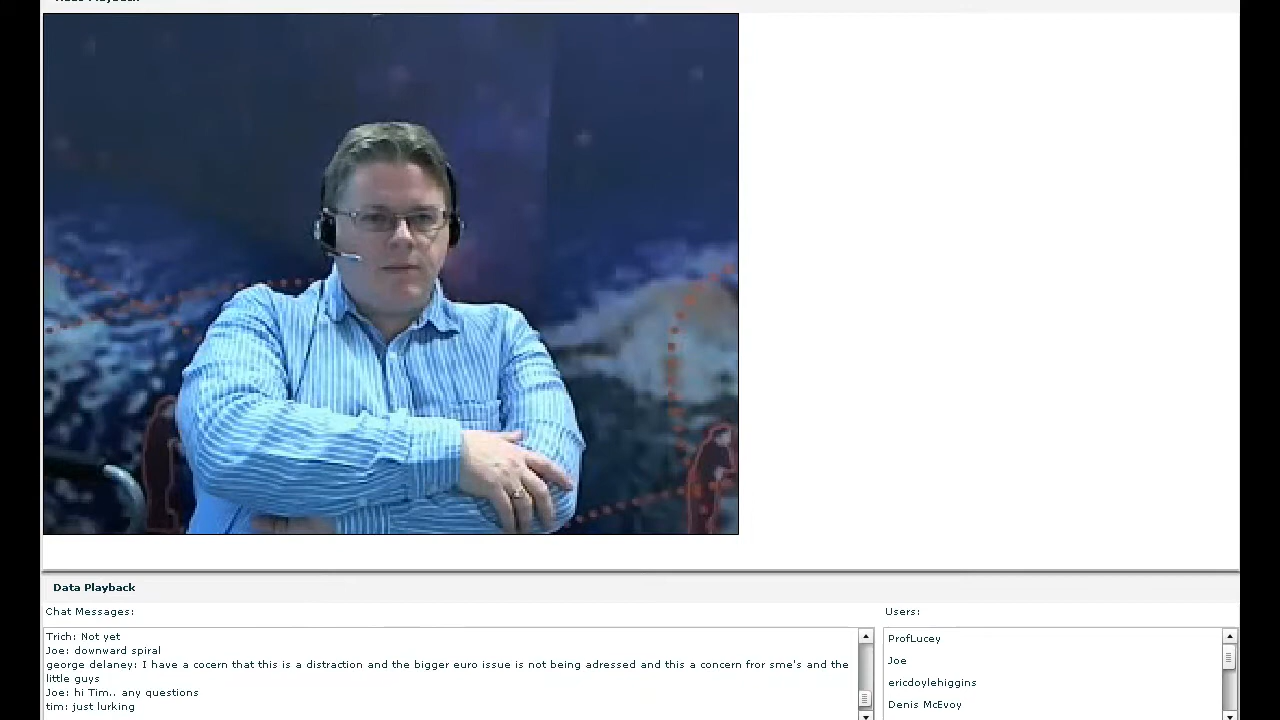 Data Playback
Chat Messages:
Users:
Trich: Not yet
Joe: downward spiral
george delaney: I have a cocern that this is a distraction and the bigger euro issue is not being adressed and this a concern fror sme's and the
little guys
Joe: hi Tim.. any questions
tim: just lurking
ProfLucey
Joe
ericdoylehiggins
Denis McEvoy